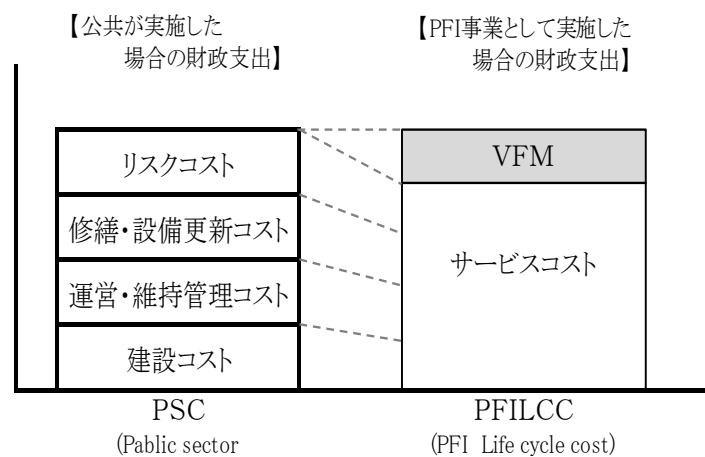 【公共が実施した
場合の財政支出】
【PFI事業として実施した
場合の財政支出】
リスクコスト
修繕・設備更新コスト
運営・維持管理コスト
建設コスト
VFM
サービスコスト
PSC
(Pablic sector
PFILCC
(PFI Life cycle cost)